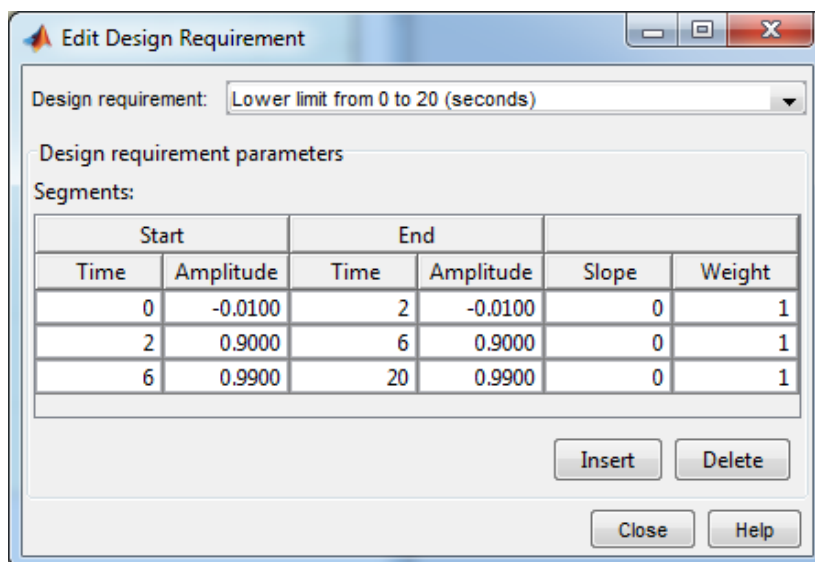 Edit Design Requirement
Design requirement: Lower limit from 0 to 20 (seconds)
Design requirement parameters
Segments:
Start End
Time Amplitude Time Amplitude Slope Weight
0 -0.0100 2 -0.0100 0 1
2 0.9000 6 0.9000 0 1
6 0.9900 20 0.9900 0 1
Insert Delete
Close Help